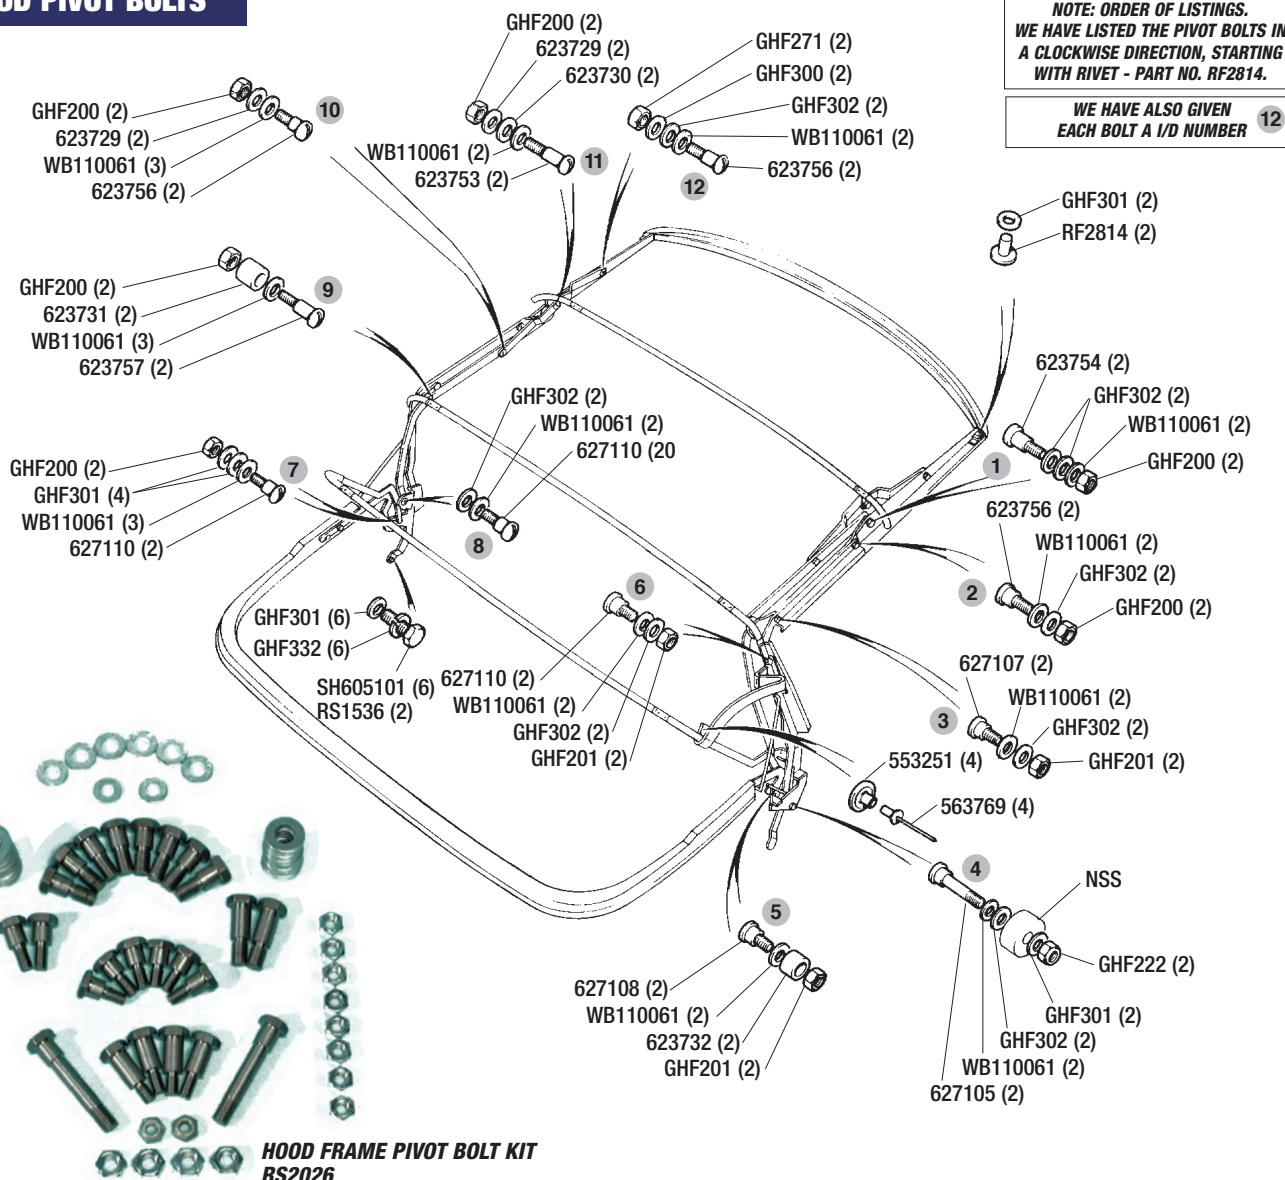 PIVOT BOLTS
NOTE: ORDER OF LISTINGS.
WE HAVE LISTED THE PIVOT BOLTS IN
A CLOCKWISE DIRECTION, STARTING
WITH RIVET - PART NO. RF2814.
WE HAVE ALSO GIVEN
EACH BOLT A I/D NUMBER
12
GHF200 (2)
623729 (2)
WB110061 (3)
623756 (2)
10
GHF200 (2)
623729 (2)
623730 (2)
WB110061 (2)
623753 (2)
11
GHF271 (2)
GHF300 (2)
GHF302 (2)
WB110061 (2)
623756 (2)
12
GHF301 (2)
RF2814 (2)
GHF200 (2)
623731 (2)
WB110061 (3)
623757 (2)
9
623754 (2)
GHF302 (2)
WB110061 (2)
GHF200 (2)
1
GHF302 (2)
WB110061 (2)
627110 (20
8
GHF200 (2)
GHF301 (4)
WB110061 (3)
627110 (2)
7
623756 (2)
WB110061 (2)
GHF302 (2)
GHF200 (2)
2
GHF301 (6)
GHF332 (6)
SH605101 (6)
RS1536 (2)
6
627110 (2)
WB110061 (2)
GHF302 (2)
GHF201 (2)
627107 (2)
WB110061 (2)
GHF302 (2)
GHF201 (2)
3
553251 (4)
563769 (4)
4
NSS
GHF222 (2)
GHF301 (2)
GHF302 (2)
WB110061 (2)
627105 (2)
5
627108 (2)
WB110061 (2)
623732 (2)
GHF201 (2)
HOOD FRAME PIVOT BOLT KIT
RS2026